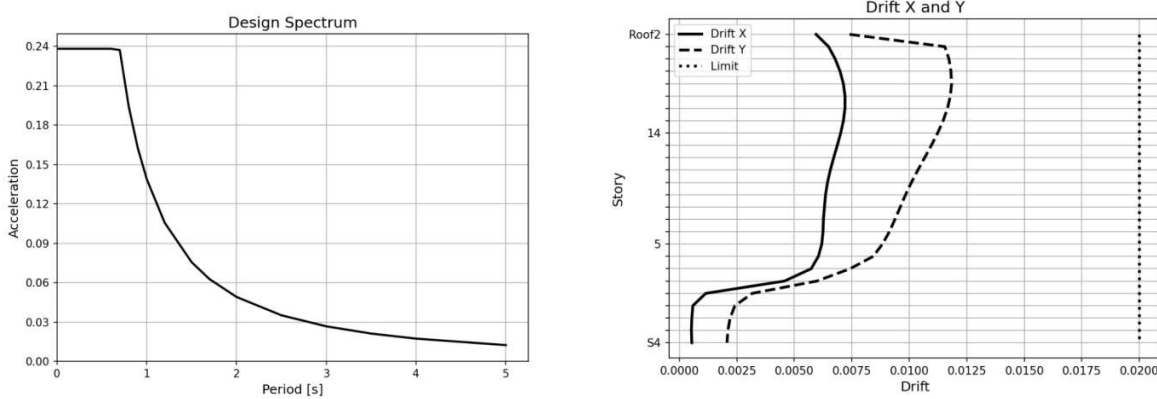 Design Spectrum
Acceleration
0.24
0.21
0.18
0.15
0.12
0.09
0.06
0.03
0.00
0
1
2
3
4
5
Period [s]
Drift X and Y
Story
Roof2
14
5
S4
Drift X
Drift Y
Limit
0.0000
0.0025
0.0050
0.0075
0.0100
0.0125
0.0150
0.0175
0.0200
Drift